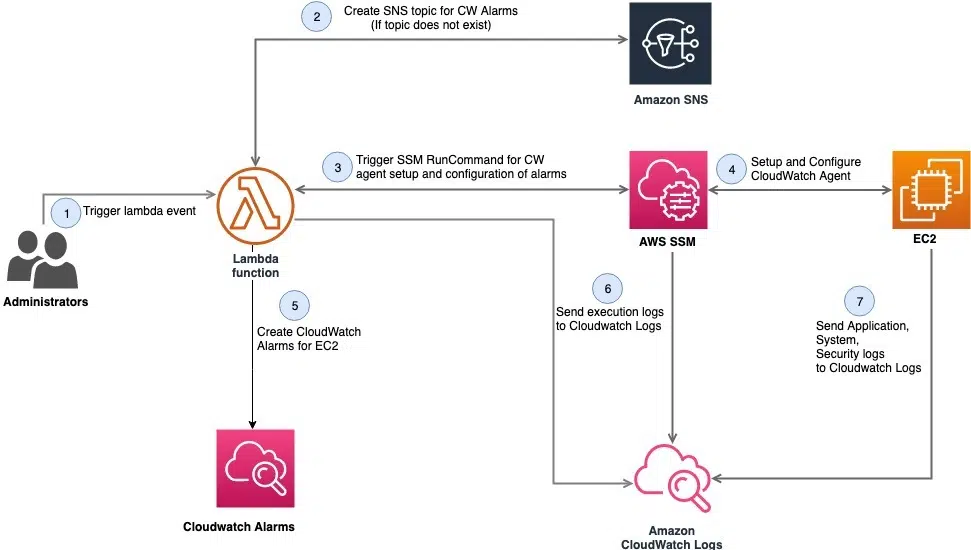 2
Create SNS topic for CW Alarms
(If topic does not exist)
Amazon SNS
3
Trigger SSM RunCommand for CW
agent setup and configuration of alarms
4
Setup and Configure
CloudWatch Agent
1
Trigger lambda event
Administrators
Lambda
function
AWS SSM
EC2
5
Create CloudWatch
Alarms for EC2
6
Send execution logs
to Cloudwatch Logs
7
Send Application,
System,
Security logs
to Cloudwatch Logs
Cloudwatch Alarms
Amazon
CloudWatch Logs